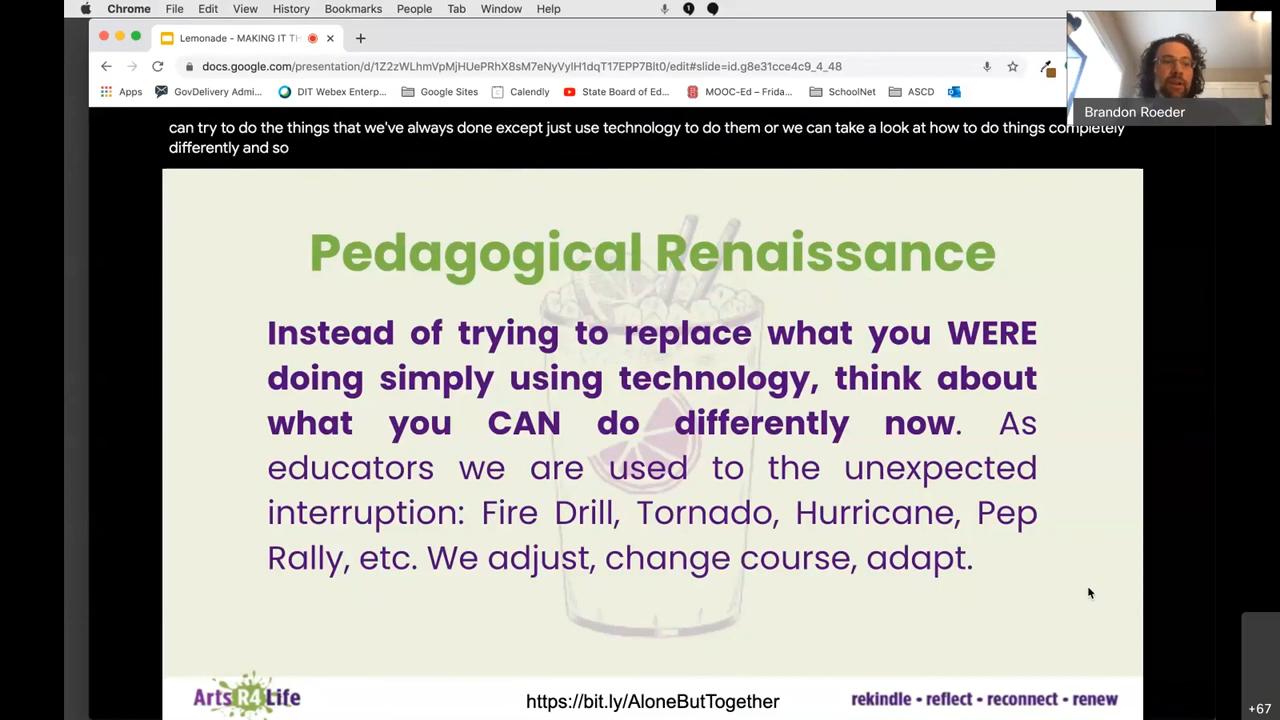 Chrome File Edit View History Bookmarks People Tab Window Help
Lemonade - MAKING IT TH
docs.google.com/presentation/d/1Z2zWLhmVpMjHUePRhX8sM7eNyVyIH1dqT17EPP7BIt0/edit#slide=id.g8e31cce4c9_4_48
Apps GovDelivery Admi... DIT Webex Enterp... Google Sites Calendly State Board of Ed... MOOC-Ed – Frida... SchoolNet ASCD
Brandon Roeder
can try to do the things that we've always done except just use technology to do them or we can take a look at how to do things completely
differently and so
Pedagogical Renaissance
Instead of trying to replace what you WERE
doing simply using technology, think about
what you CAN do differently now. As
educators we are used to the unexpected
interruption: Fire Drill, Tornado, Hurricane, Pep
Rally, etc. We adjust, change course, adapt.
Arts R4 Life
https://bit.ly/AloneButTogether
rekindle • reflect • reconnect • renew
+67